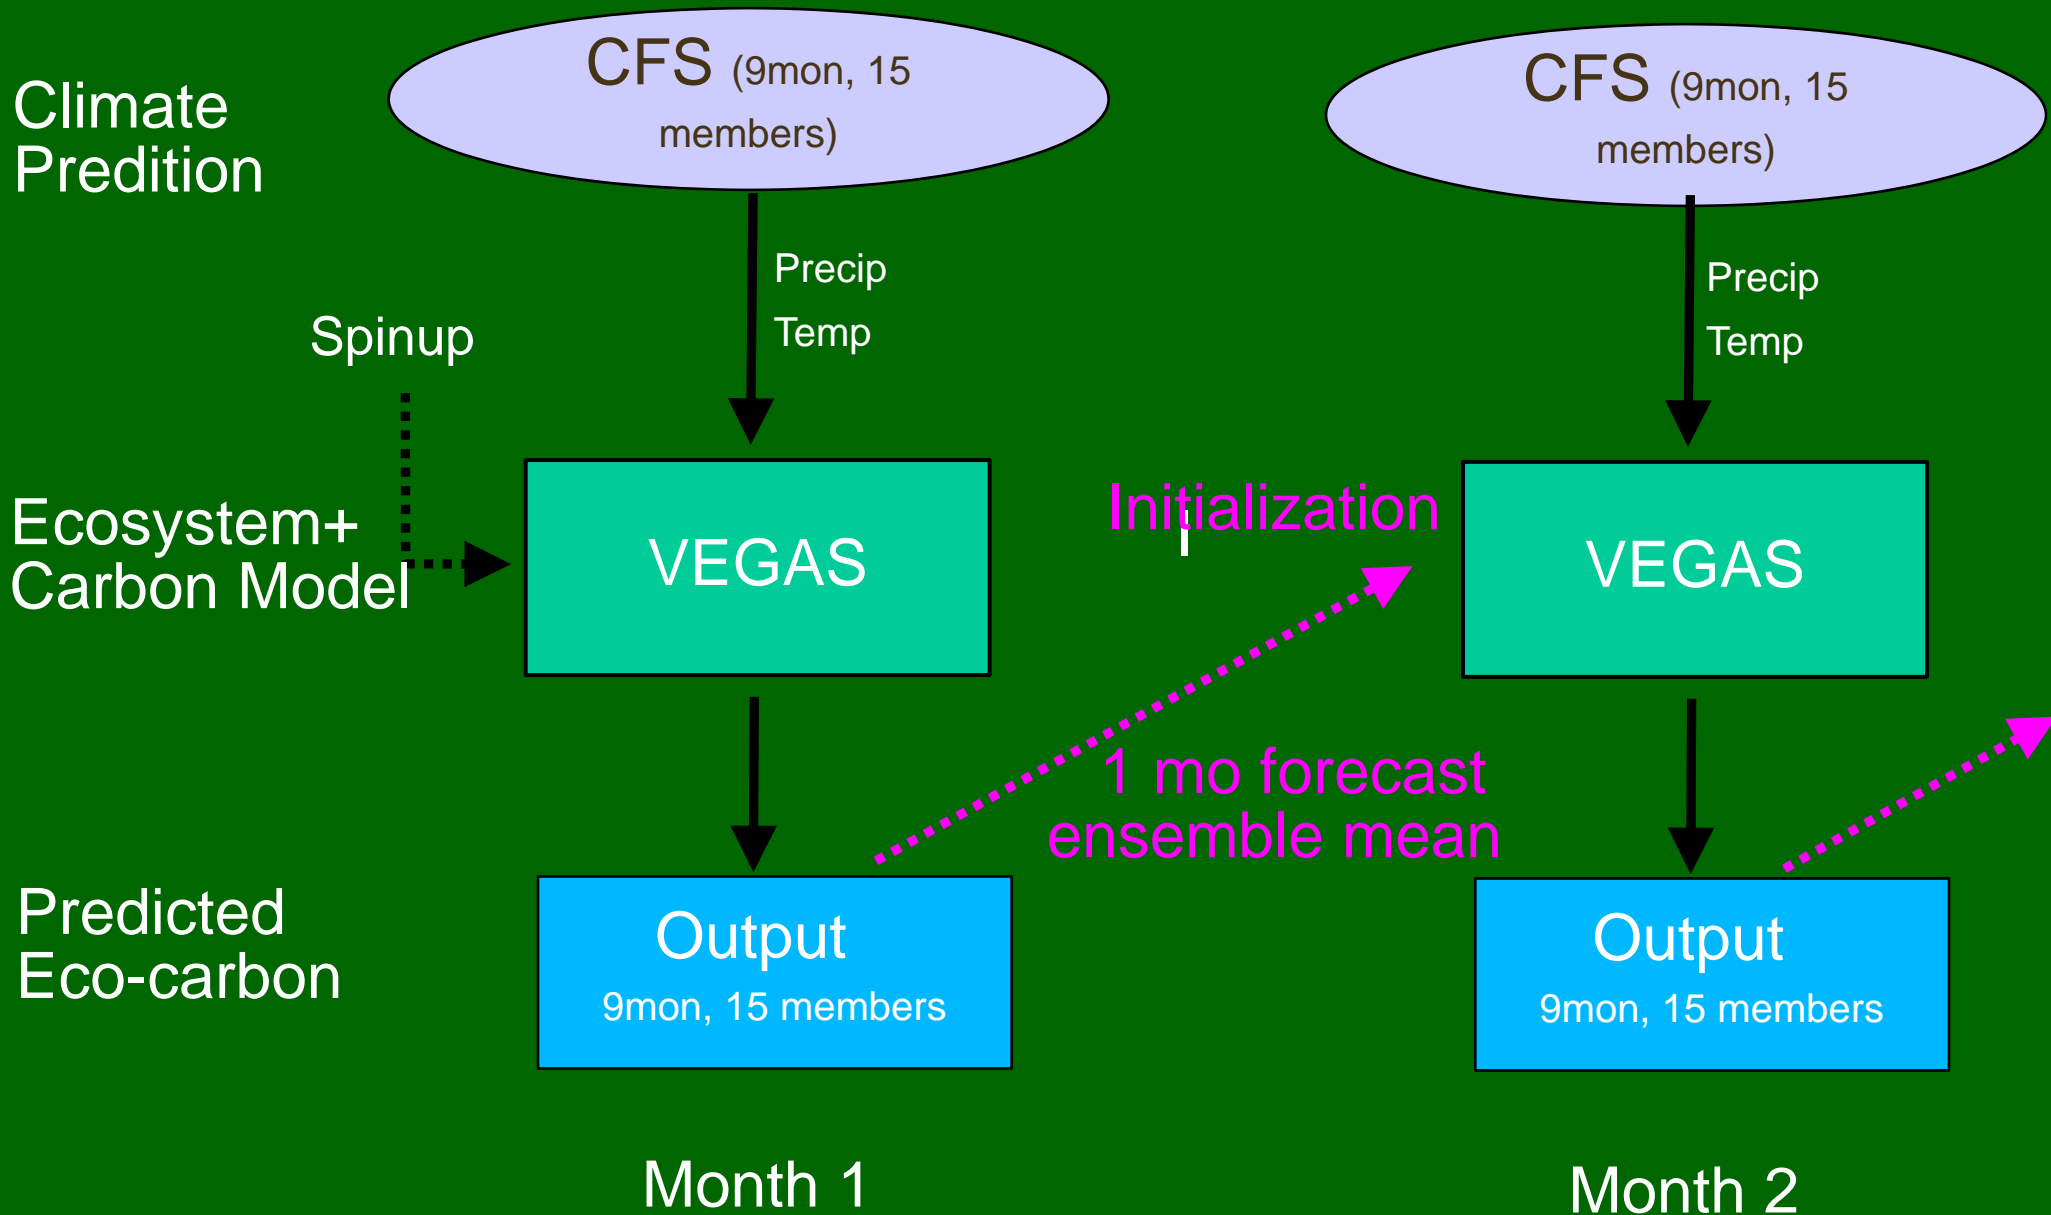 Climate
Predition
CFS (9mon, 15
members)
CFS (9mon, 15
members)
Precip
Temp
Precip
Temp
Spinup
Ecosystem+
Carbon Model
VEGAS
Initialization
VEGAS
1 mo forecast
ensemble mean
Predicted
Eco-carbon
Output
9mon, 15 members
Output
9mon, 15 members
Month 1
Month 2